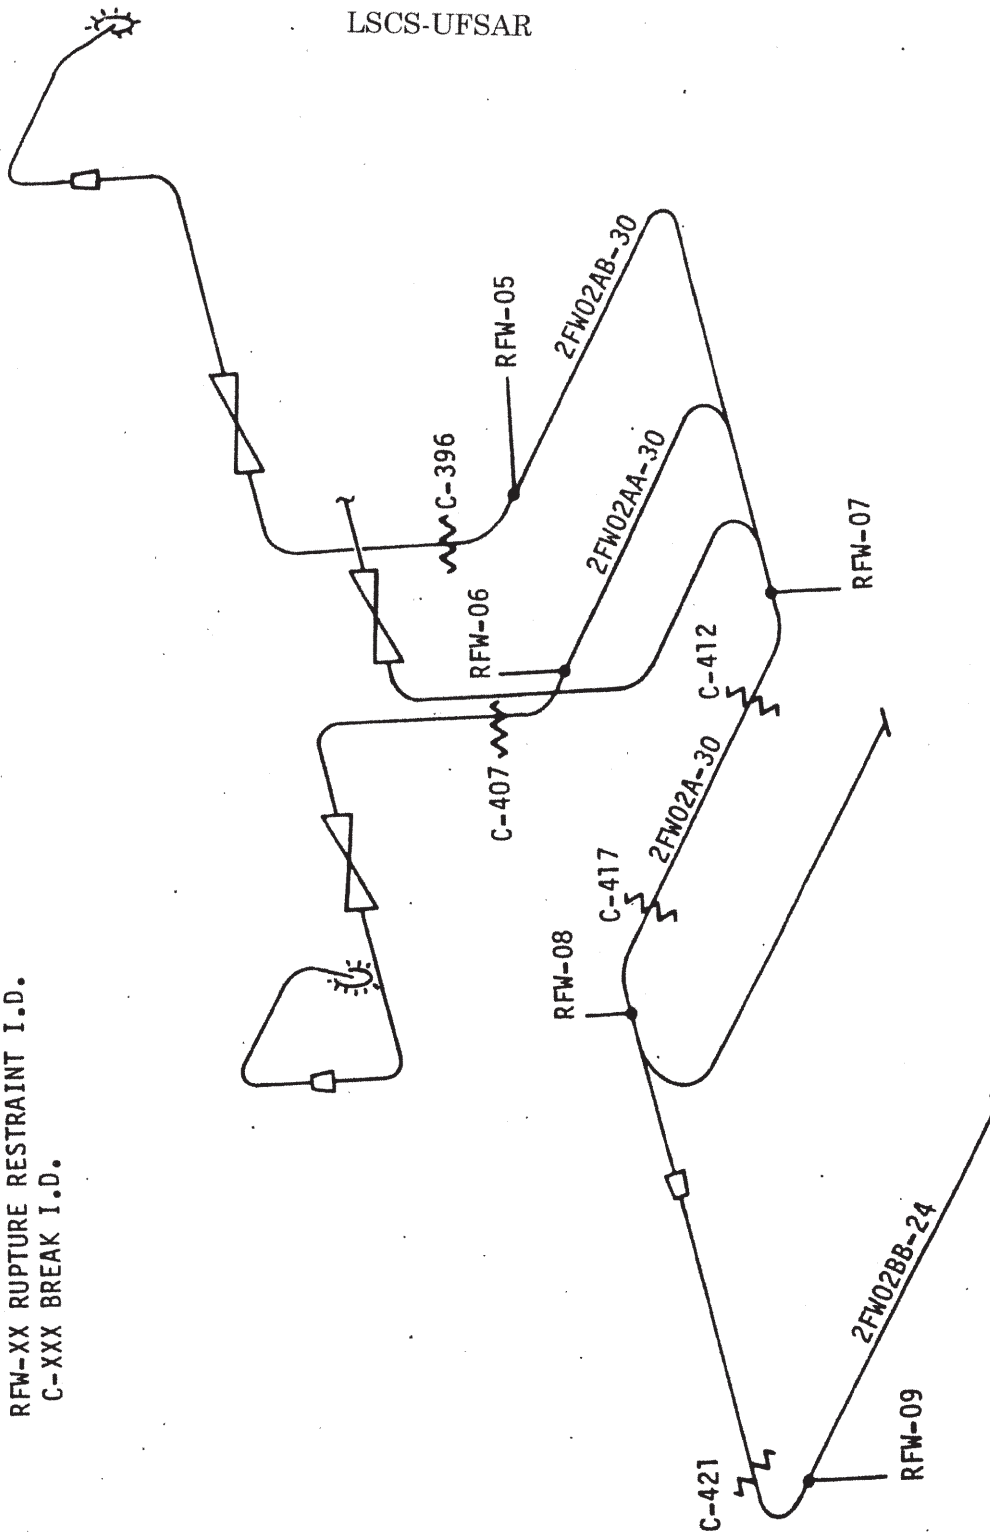 LSCS-UFSAR
RFW-XX RUPTURE RESTRAINT I.D.
C-XXX BREAK I.D.
RFW-05
2FW02AB-30
C-396
2FW02AA-30
RFW-06
RFW-07
C-412
C-407
2FW02A-30
C-417
RFW-08
2FW02BB-24
RFW-09
C-421